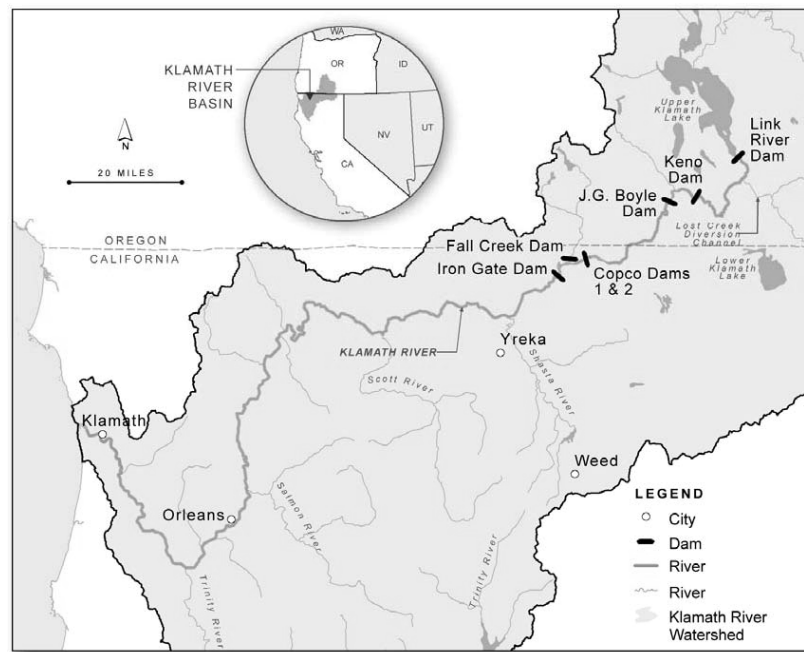 WA
OR
ID
NV
UT
CA
KLAMATH
RIVER
BASIN
N
20 MILES
Upper
Klamath
Lake
Link
River
Dam
Keno
Dam
J.G. Boyle
Dam
Lost Creek
Diversion
Channel
OREGON
CALIFORNIA
Fall Creek Dam
Iron Gate Dam
Copco Dams
1 & 2
Lower
Klamath
Lake
KLAMATH RIVER
Yreka
Shasta River
Scott River
Klamath
Weed
Orleans
Salmon River
Trinity River
Trinity River
LEGEND
City
Dam
River
River
Klamath River
Watershed